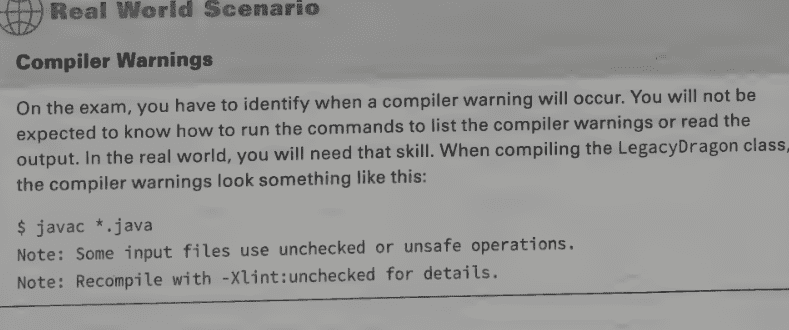 Real World Scenario
Compiler Warnings
On the exam, you have to identify when a compiler warning will occur. You will not be
expected to know how to run the commands to list the compiler warnings or read the
output. In the real world, you will need that skill. When compiling the LegacyDragon class,
the compiler warnings look something like this:
$ javac *.java
Note: Some input files use unchecked or unsafe operations.
Note: Recompile with -Xlint:unchecked for details.